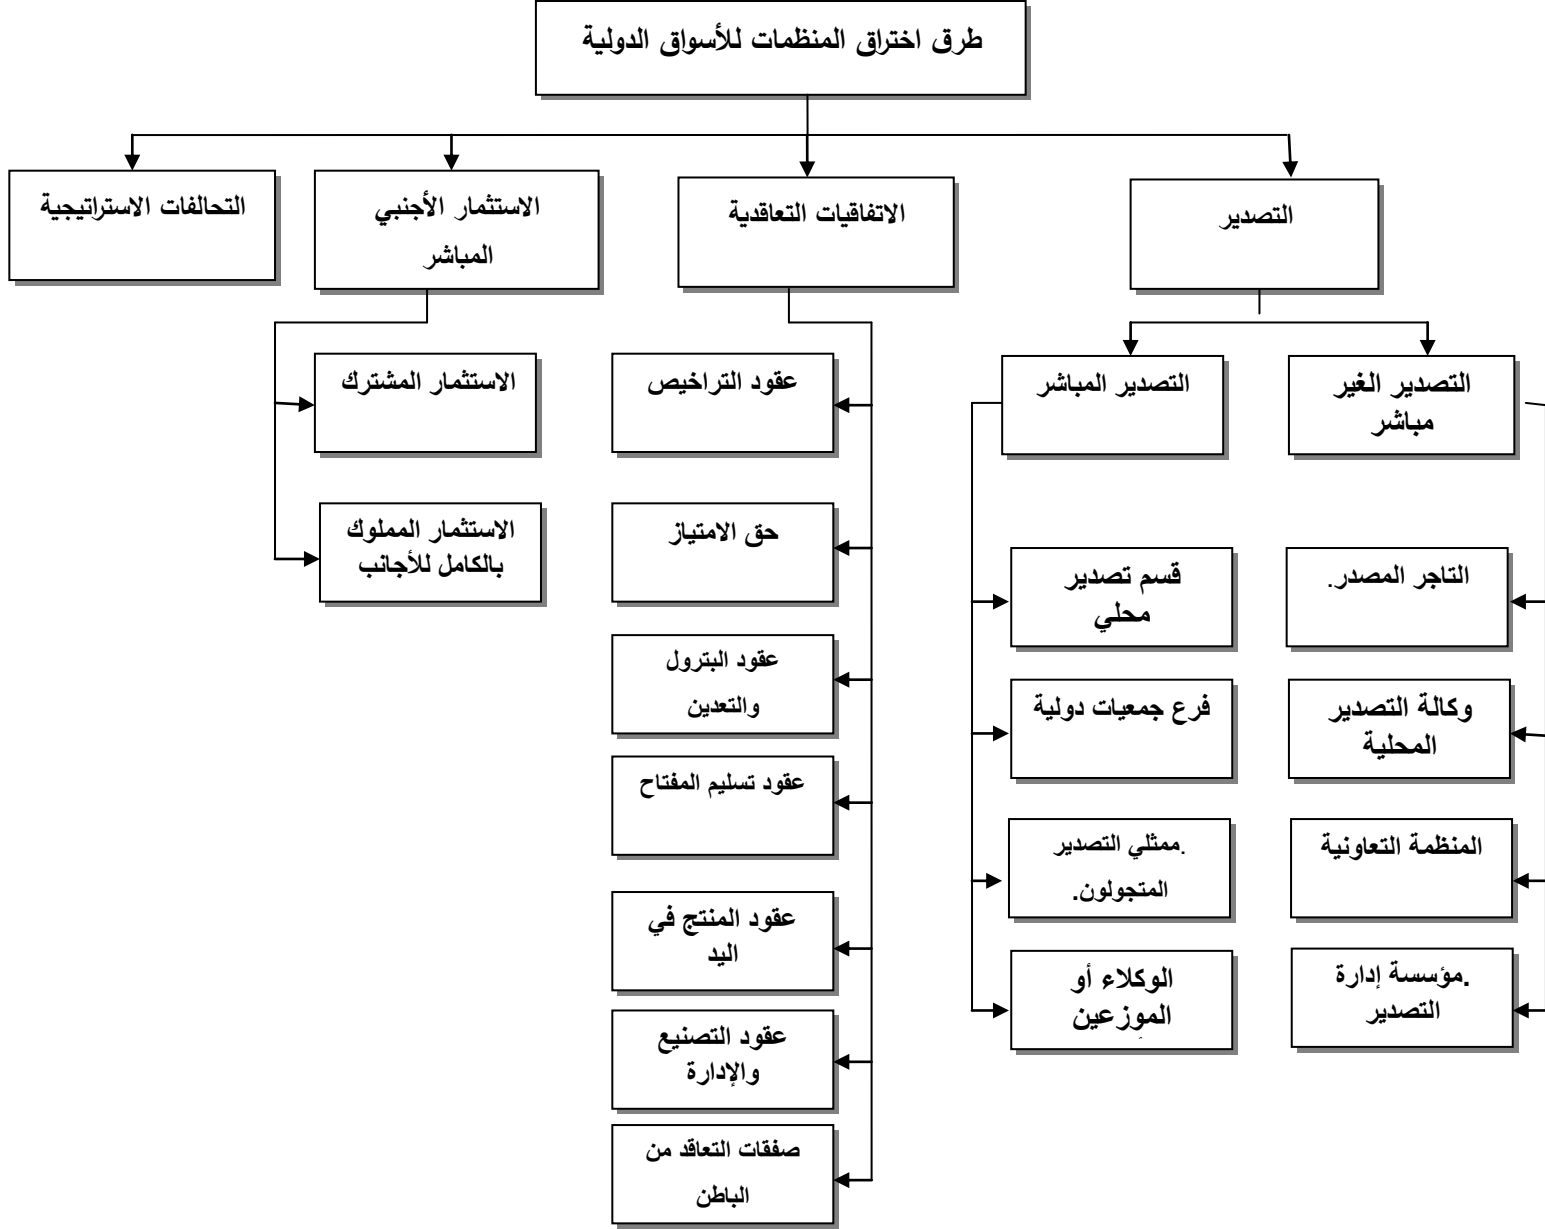 طرق اختراق المنظمات للأسواق الدولية
التصدير
الاتفاقيات التعاقدية
الاستثمار الأجنبي
المباشر
التحالفات الاستراتيجية
التصدير الغير
مباشر
التصدير المباشر
عقود التراخيص
الاستثمار المشترك
التاجر المصدر.
قسم تصدير
محلي
حق الامتياز
الاستثمار المملوك
بالكامل للأجانب
وكالة التصدير
المحلية
فرع جمعيات دولية
عقود البترول
والتعدين
المنظمة التعاونية
.ممثلي التصدير
المتجولون.
عقود تسليم المفتاح
.مؤسسة إدارة
التصدير
الوكلاء أو
الموزعين
عقود المنتج في
اليد
عقود التصنيع
والإدارة
صفقات التعاقد من
الباطن